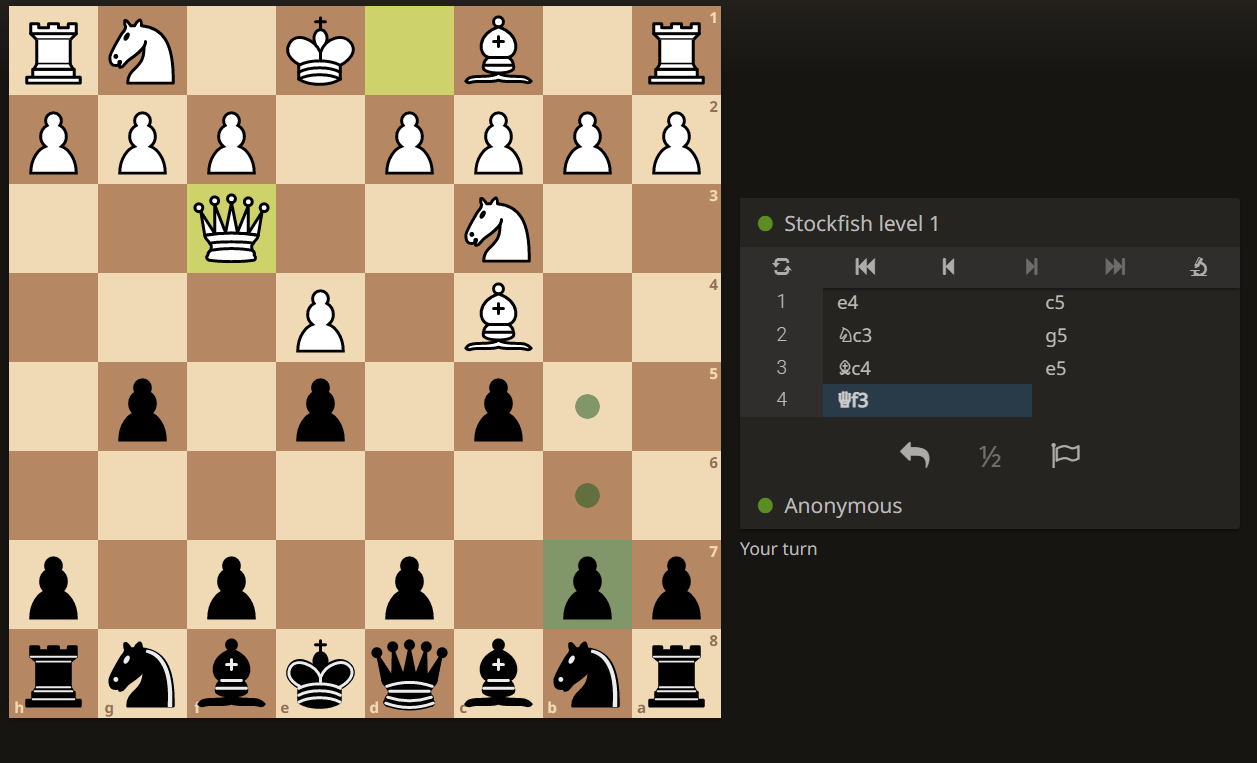 1
2
3
4
5
6
7
8
h g f e d c b a
Stockfish level 1
1 e4 c5
2 ♘c3 g5
3 ♗c4 e5
4 ♕f3
½
Anonymous
Your turn